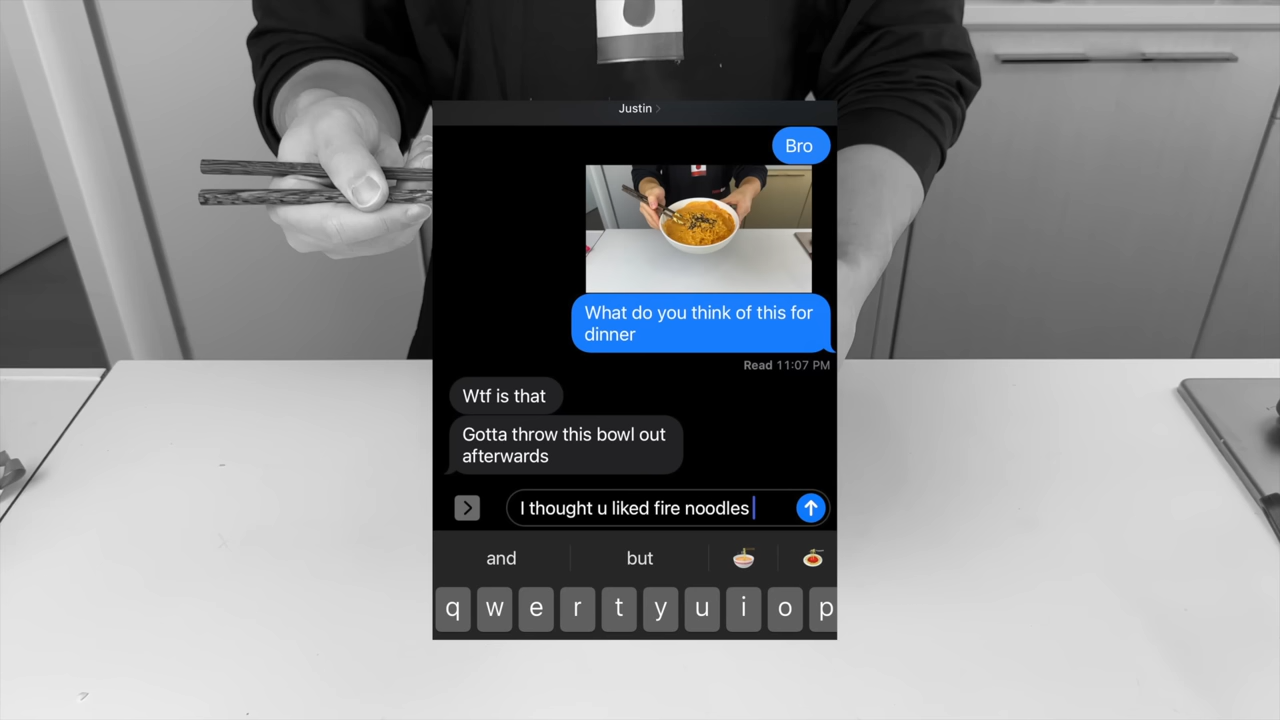 Justin >
Bro
What do you think of this for
dinner
Read 11:07 PM
Wtf is that
Gotta throw this bowl out
afterwards
I thought u liked fire noodles
and but
q w e r t y u i o p